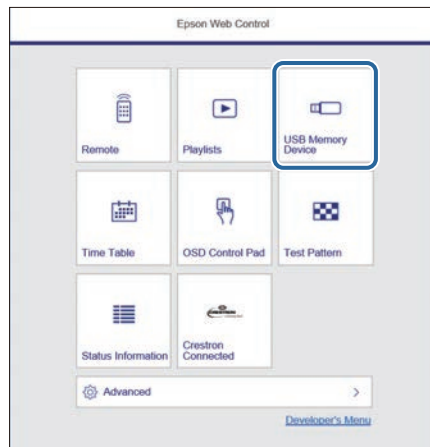 Epson Web Control
Remote
Playlists
USB Memory
Device
Time Table
OSD Control Pad
Test Pattern
Status Information
Crestron
Connected
Advanced
Developer's Menu